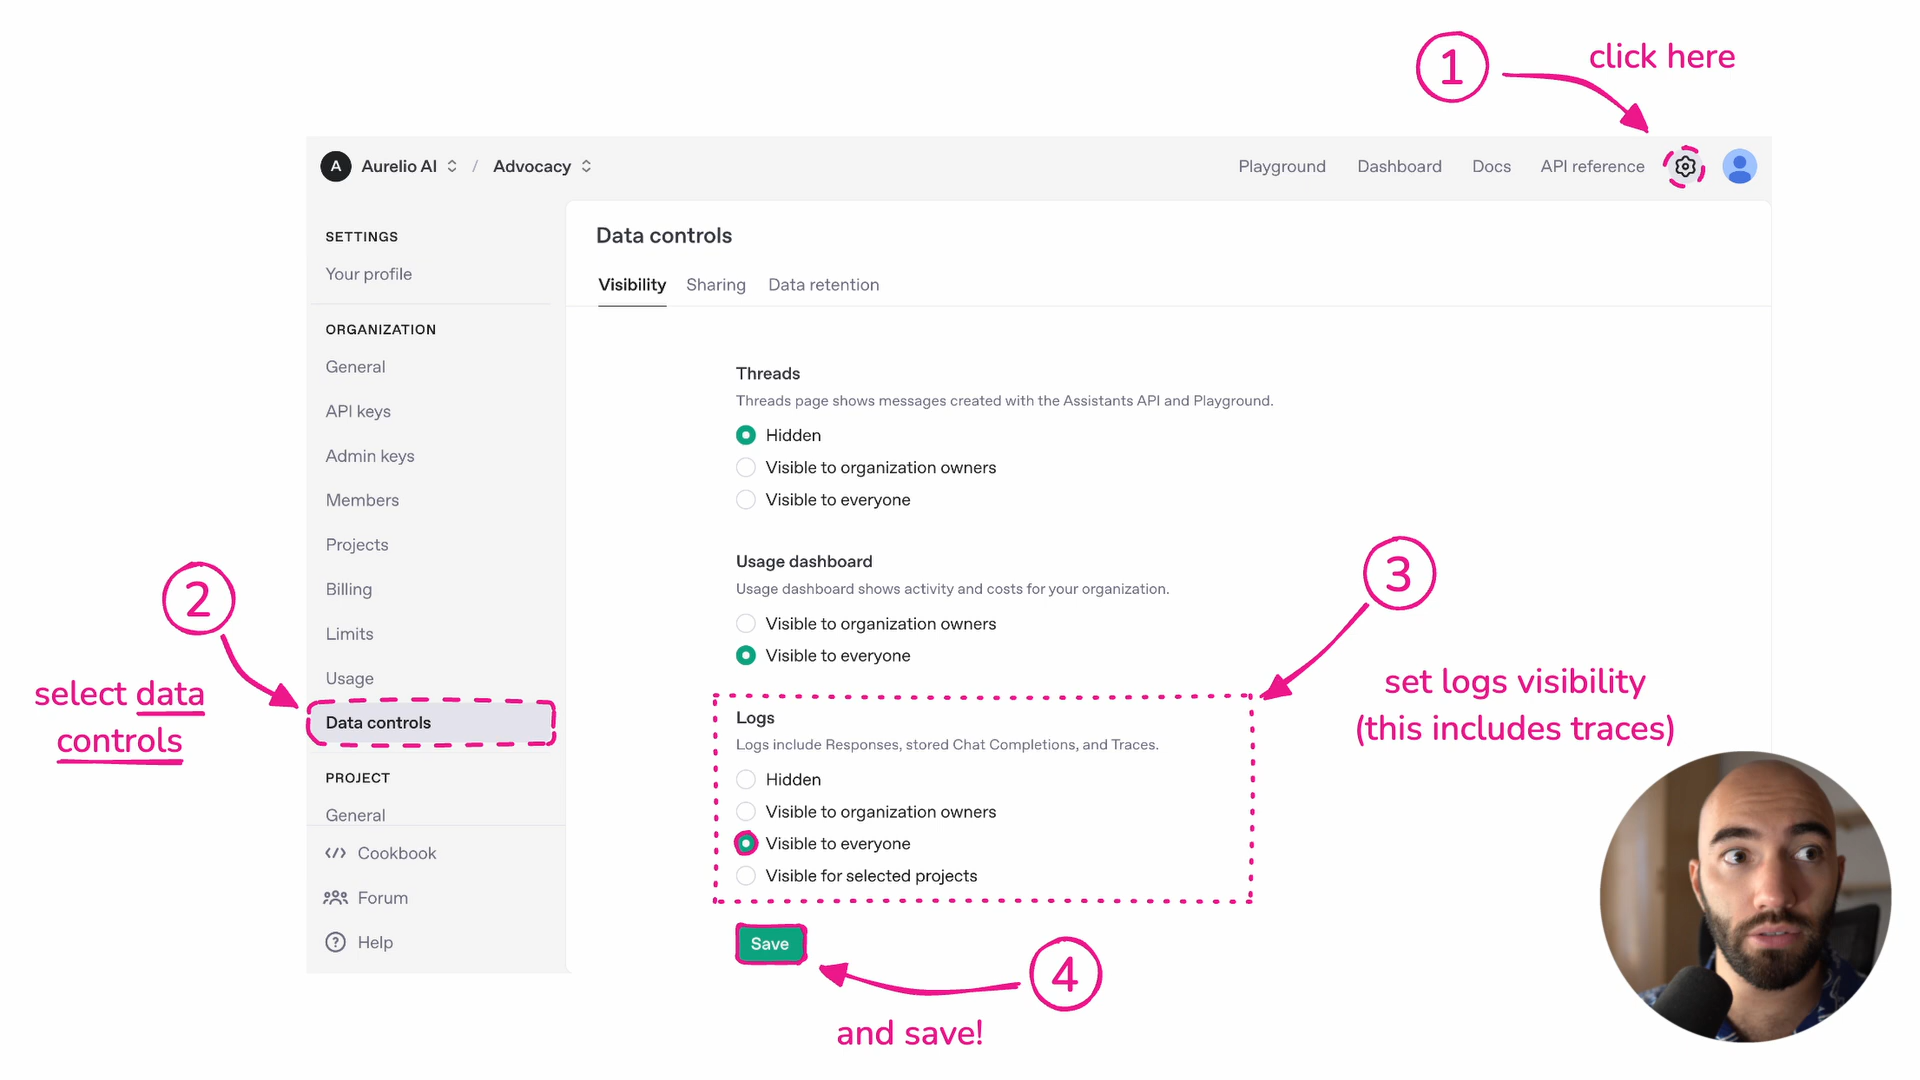 1
click here
A Aurelio AI / Advocacy
Playground Dashboard Docs API reference
SETTINGS
Your profile
ORGANIZATION
General
API keys
Admin keys
Members
Projects
Billing
Limits
Usage
Data controls
PROJECT
General
Cookbook
Forum
Help
2
select data
controls
Data controls
Visibility Sharing Data retention
Threads
Threads page shows messages created with the Assistants API and Playground.
Hidden
Visible to organization owners
Visible to everyone
Usage dashboard
Usage dashboard shows activity and costs for your organization.
Visible to organization owners
Visible to everyone
Logs
Logs include Responses, stored Chat Completions, and Traces.
Hidden
Visible to organization owners
Visible to everyone
Visible for selected projects
Save
3
set logs visibility
(this includes traces)
4
and save!